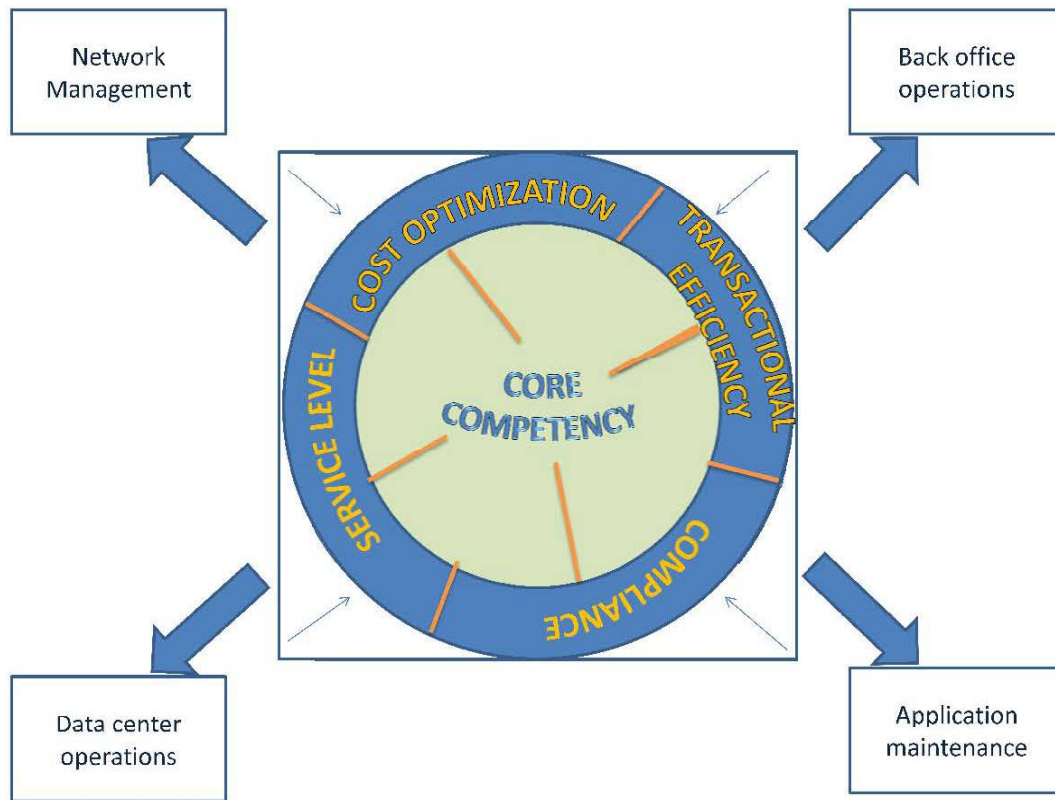 Network
Management
Back office
operations
COST OPTIMIZATION
TRANSACTIONAL
EFFICIENCY
CORE
COMPETENCY
SERVICE LEVEL
COMPLIANCE
Data center
operations
Application
maintenance